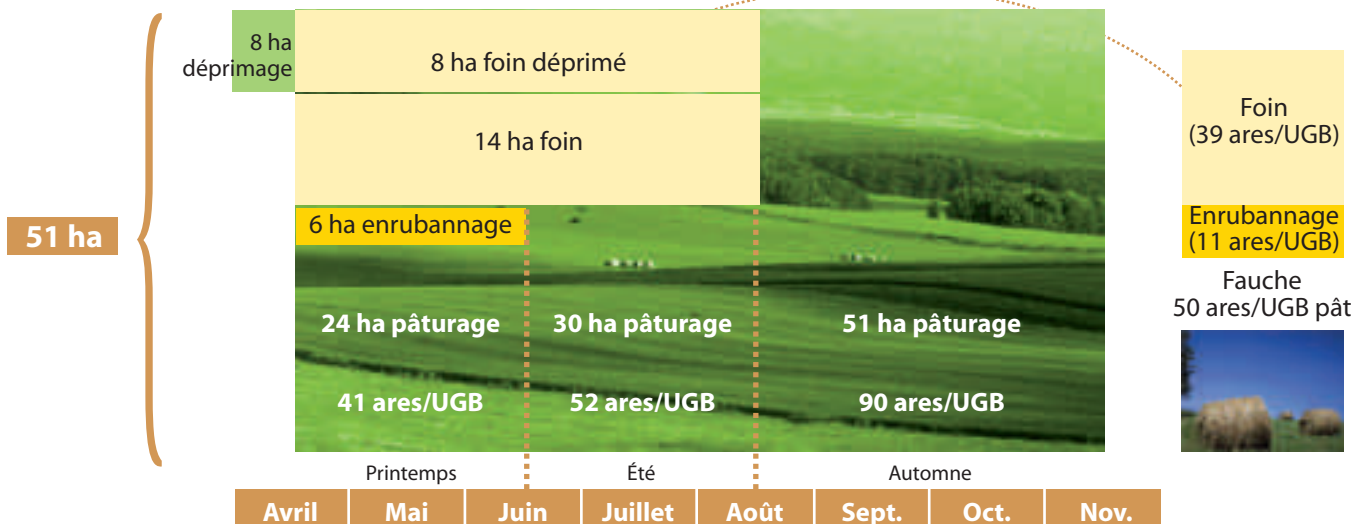 8 ha
déprimage
8 ha foin déprimé
14 ha foin
6 ha enrubannage
51 ha
24 ha pâturage
30 ha pâturage
51 ha pâturage
41 ares/UGB
52 ares/UGB
90 ares/UGB
Printemps
Été
Automne
Avril
Mai
Juin
Juillet
Août
Sept.
Oct.
Nov.
Foin
(39 ares/UGB)
Enrubannage
(11 ares/UGB)
Fauche
50 ares/UGB pât